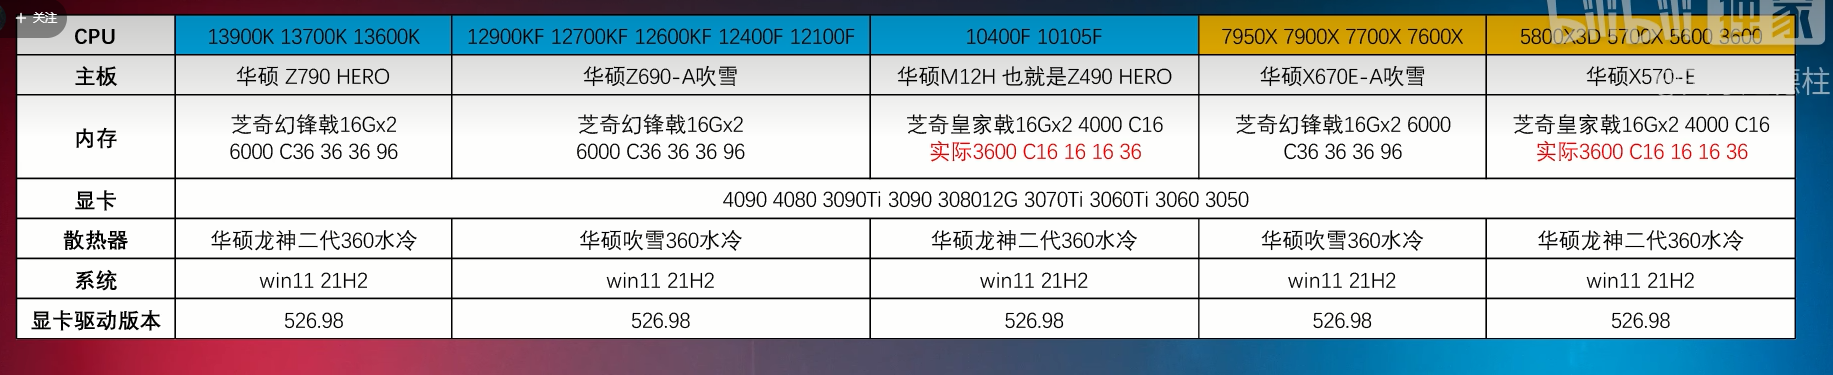 + 关注
bilibili 独家
CPU 13900K 13700K 13600K 12900KF 12700KF 12600KF 12400F 12100F 10400F 10105F 7950X 7900X 7700X 7600X 5800X3D 5700X 5600 3600
主板 华硕 Z790 HERO 华硕Z690-A吹雪 华硕M12H 也就是Z490 HERO 华硕X670E-A吹雪 华硕X570-E
德柱
内存 芝奇幻锋戟16Gx2 芝奇幻锋戟16Gx2 芝奇皇家戟16Gx2 4000 C16 芝奇幻锋戟16Gx2 6000 芝奇皇家戟16Gx2 4000 C16
6000 C36 36 36 96 6000 C36 36 36 96 实际3600 C16 16 16 36 C36 36 36 96 实际3600 C16 16 16 36
显卡 4090 4080 3090Ti 3090 308012G 3070Ti 3060Ti 3060 3050
散热器 华硕龙神二代360水冷 华硕吹雪360水冷 华硕龙神二代360水冷 华硕吹雪360水冷 华硕龙神二代360水冷
系统 win11 21H2 win11 21H2 win11 21H2 win11 21H2 win11 21H2
显卡驱动版本 526.98 526.98 526.98 526.98 526.98